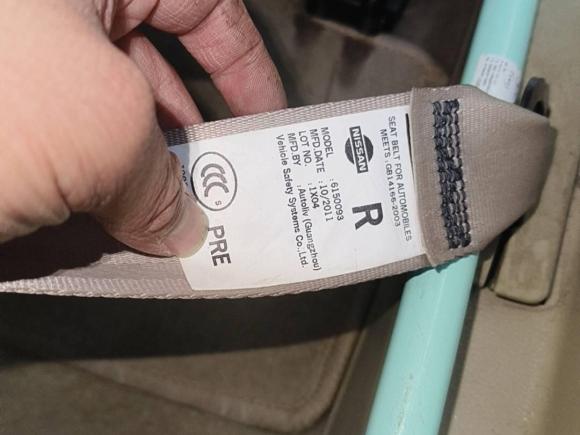 SEAT BELT FOR AUTOMOBILES
MEETS:GB14166-2003
NISSAN
R
MODEL :6150093
MFD.DATE :10/2011
LOT NO. :1X04
MFD.BY :Autoliv (Guangzhou)
Vehicle Safety Systems Co.,Ltd.
CCC
S
PRE